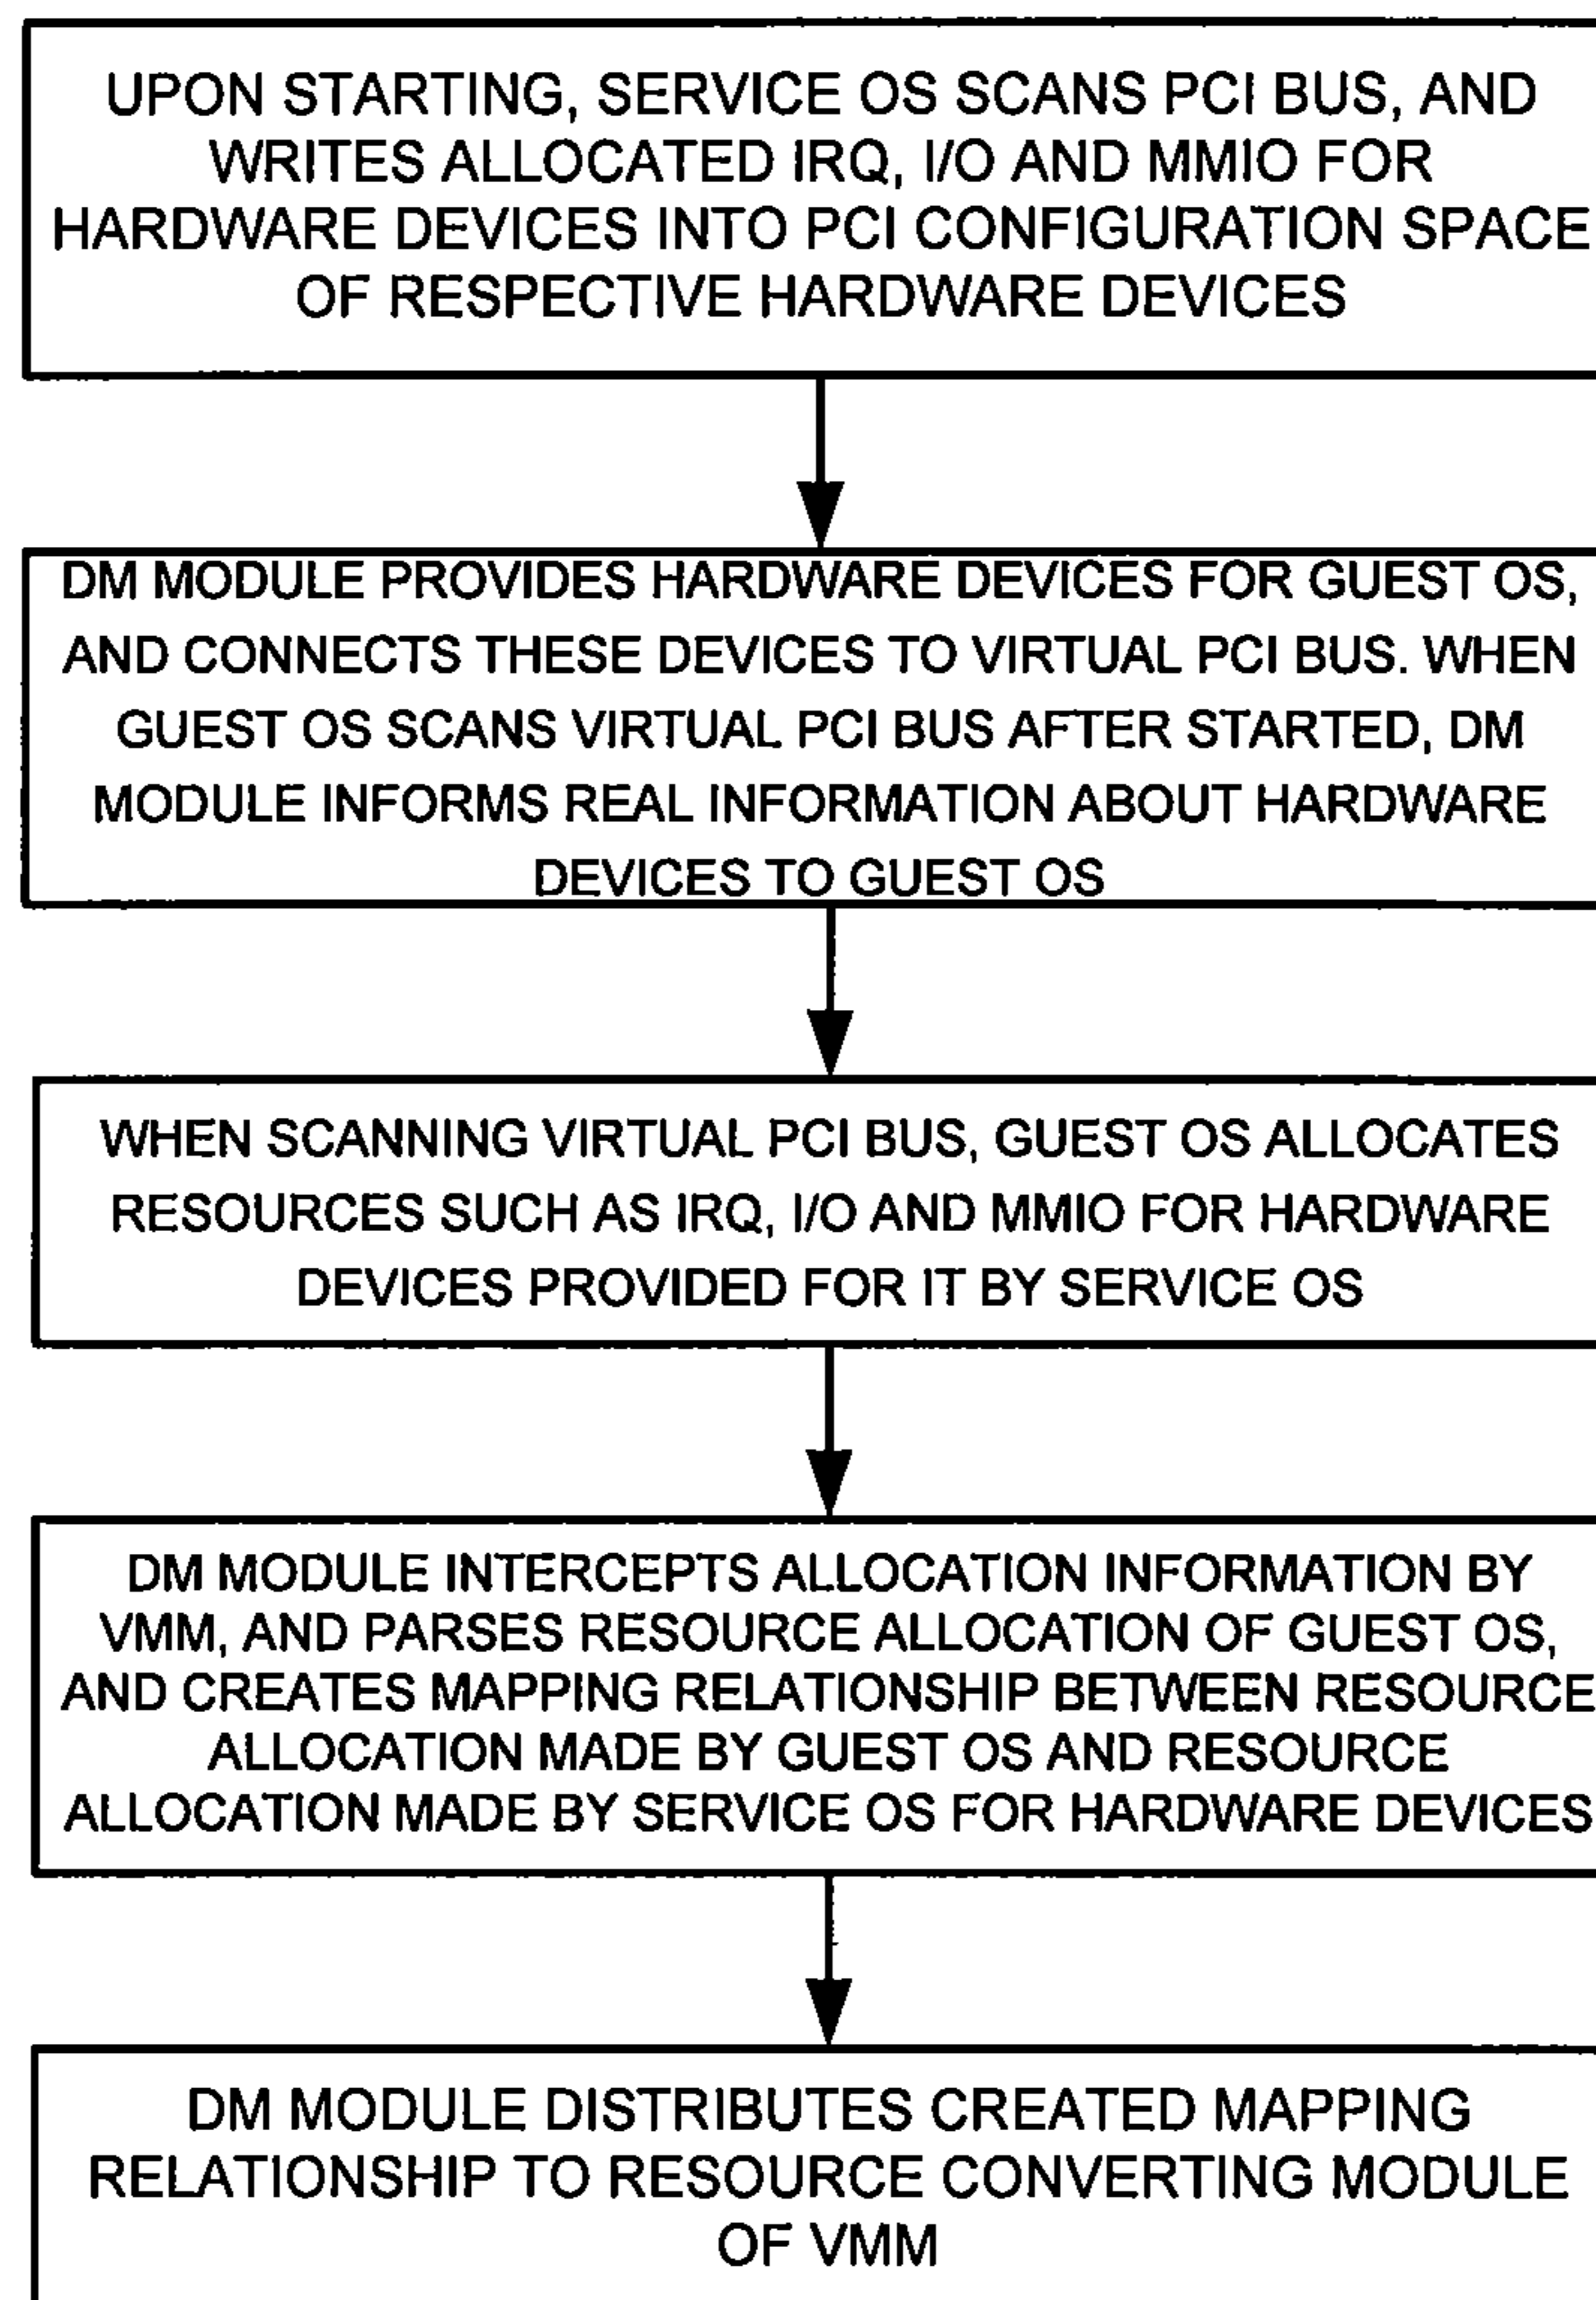 UPON STARTING, SERVICE OS SCANS PCI BUS, AND
WRITES ALLOCATED IRQ, I/O AND MMIO FOR
HARDWARE DEVICES INTO PCI CONFIGURATION SPACE
OF RESPECTIVE HARDWARE DEVICES
DM MODULE PROVIDES HARDWARE DEVICES FOR GUEST OS,
AND CONNECTS THESE DEVICES TO VIRTUAL PCI BUS. WHEN
GUEST OS SCANS VIRTUAL PCI BUS AFTER STARTED, DM
MODULE INFORMS REAL INFORMATION ABOUT HARDWARE
DEVICES TO GUEST OS
WHEN SCANNING VIRTUAL PCI BUS, GUEST OS ALLOCATES
RESOURCES SUCH AS IRQ, I/O AND MMIO FOR HARDWARE
DEVICES PROVIDED FOR IT BY SERVICE OS
DM MODULE INTERCEPTS ALLOCATION INFORMATION BY
VMM, AND PARSES RESOURCE ALLOCATION OF GUEST OS,
AND CREATES MAPPING RELATIONSHIP BETWEEN RESOURCE
ALLOCATION MADE BY GUEST OS AND RESOURCE
ALLOCATION MADE BY SERVICE OS FOR HARDWARE DEVICES
DM MODULE DISTRIBUTES CREATED MAPPING
RELATIONSHIP TO RESOURCE CONVERTING MODULE
OF VMM